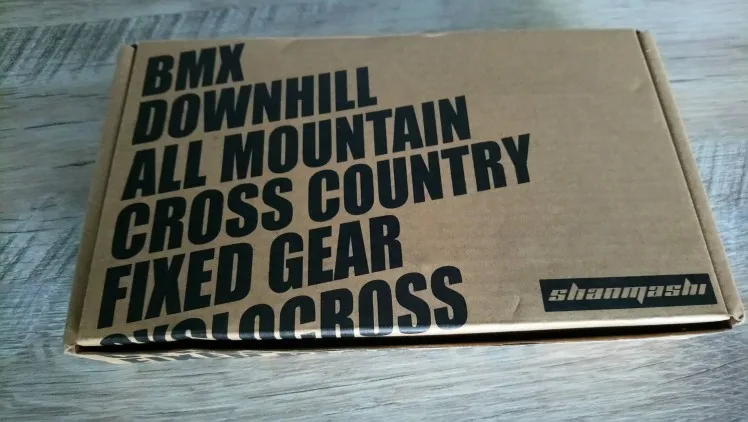 BMX
DOWNHILL
ALL MOUNTAIN
CROSS COUNTRY
FIXED GEAR
CYCLOCROSS
shanmashi